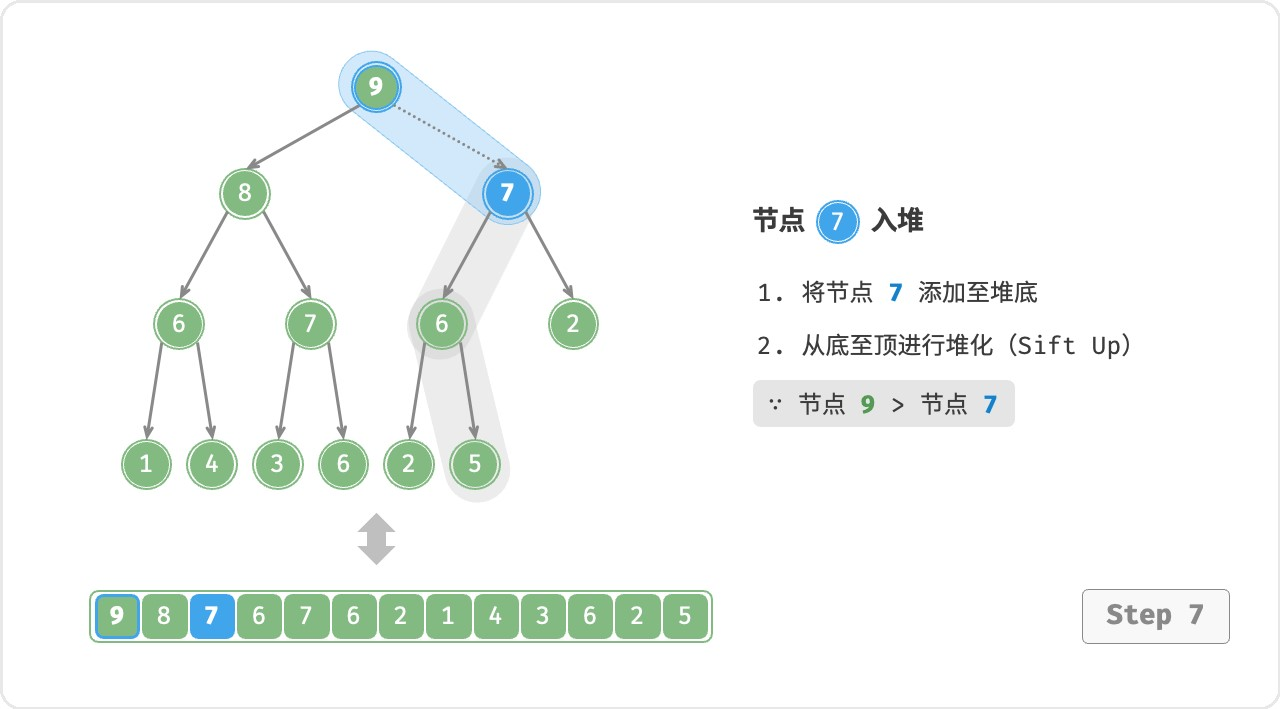 9
8 7
6 7 6 2
1 4 3 6 2 5
9 8 7 6 7 6 2 1 4 3 6 2 5
节点 7 入堆
1. 将节点 7 添加至堆底
2. 从底至顶进行堆化（Sift Up）
∵ 节点 9 > 节点 7
Step 7